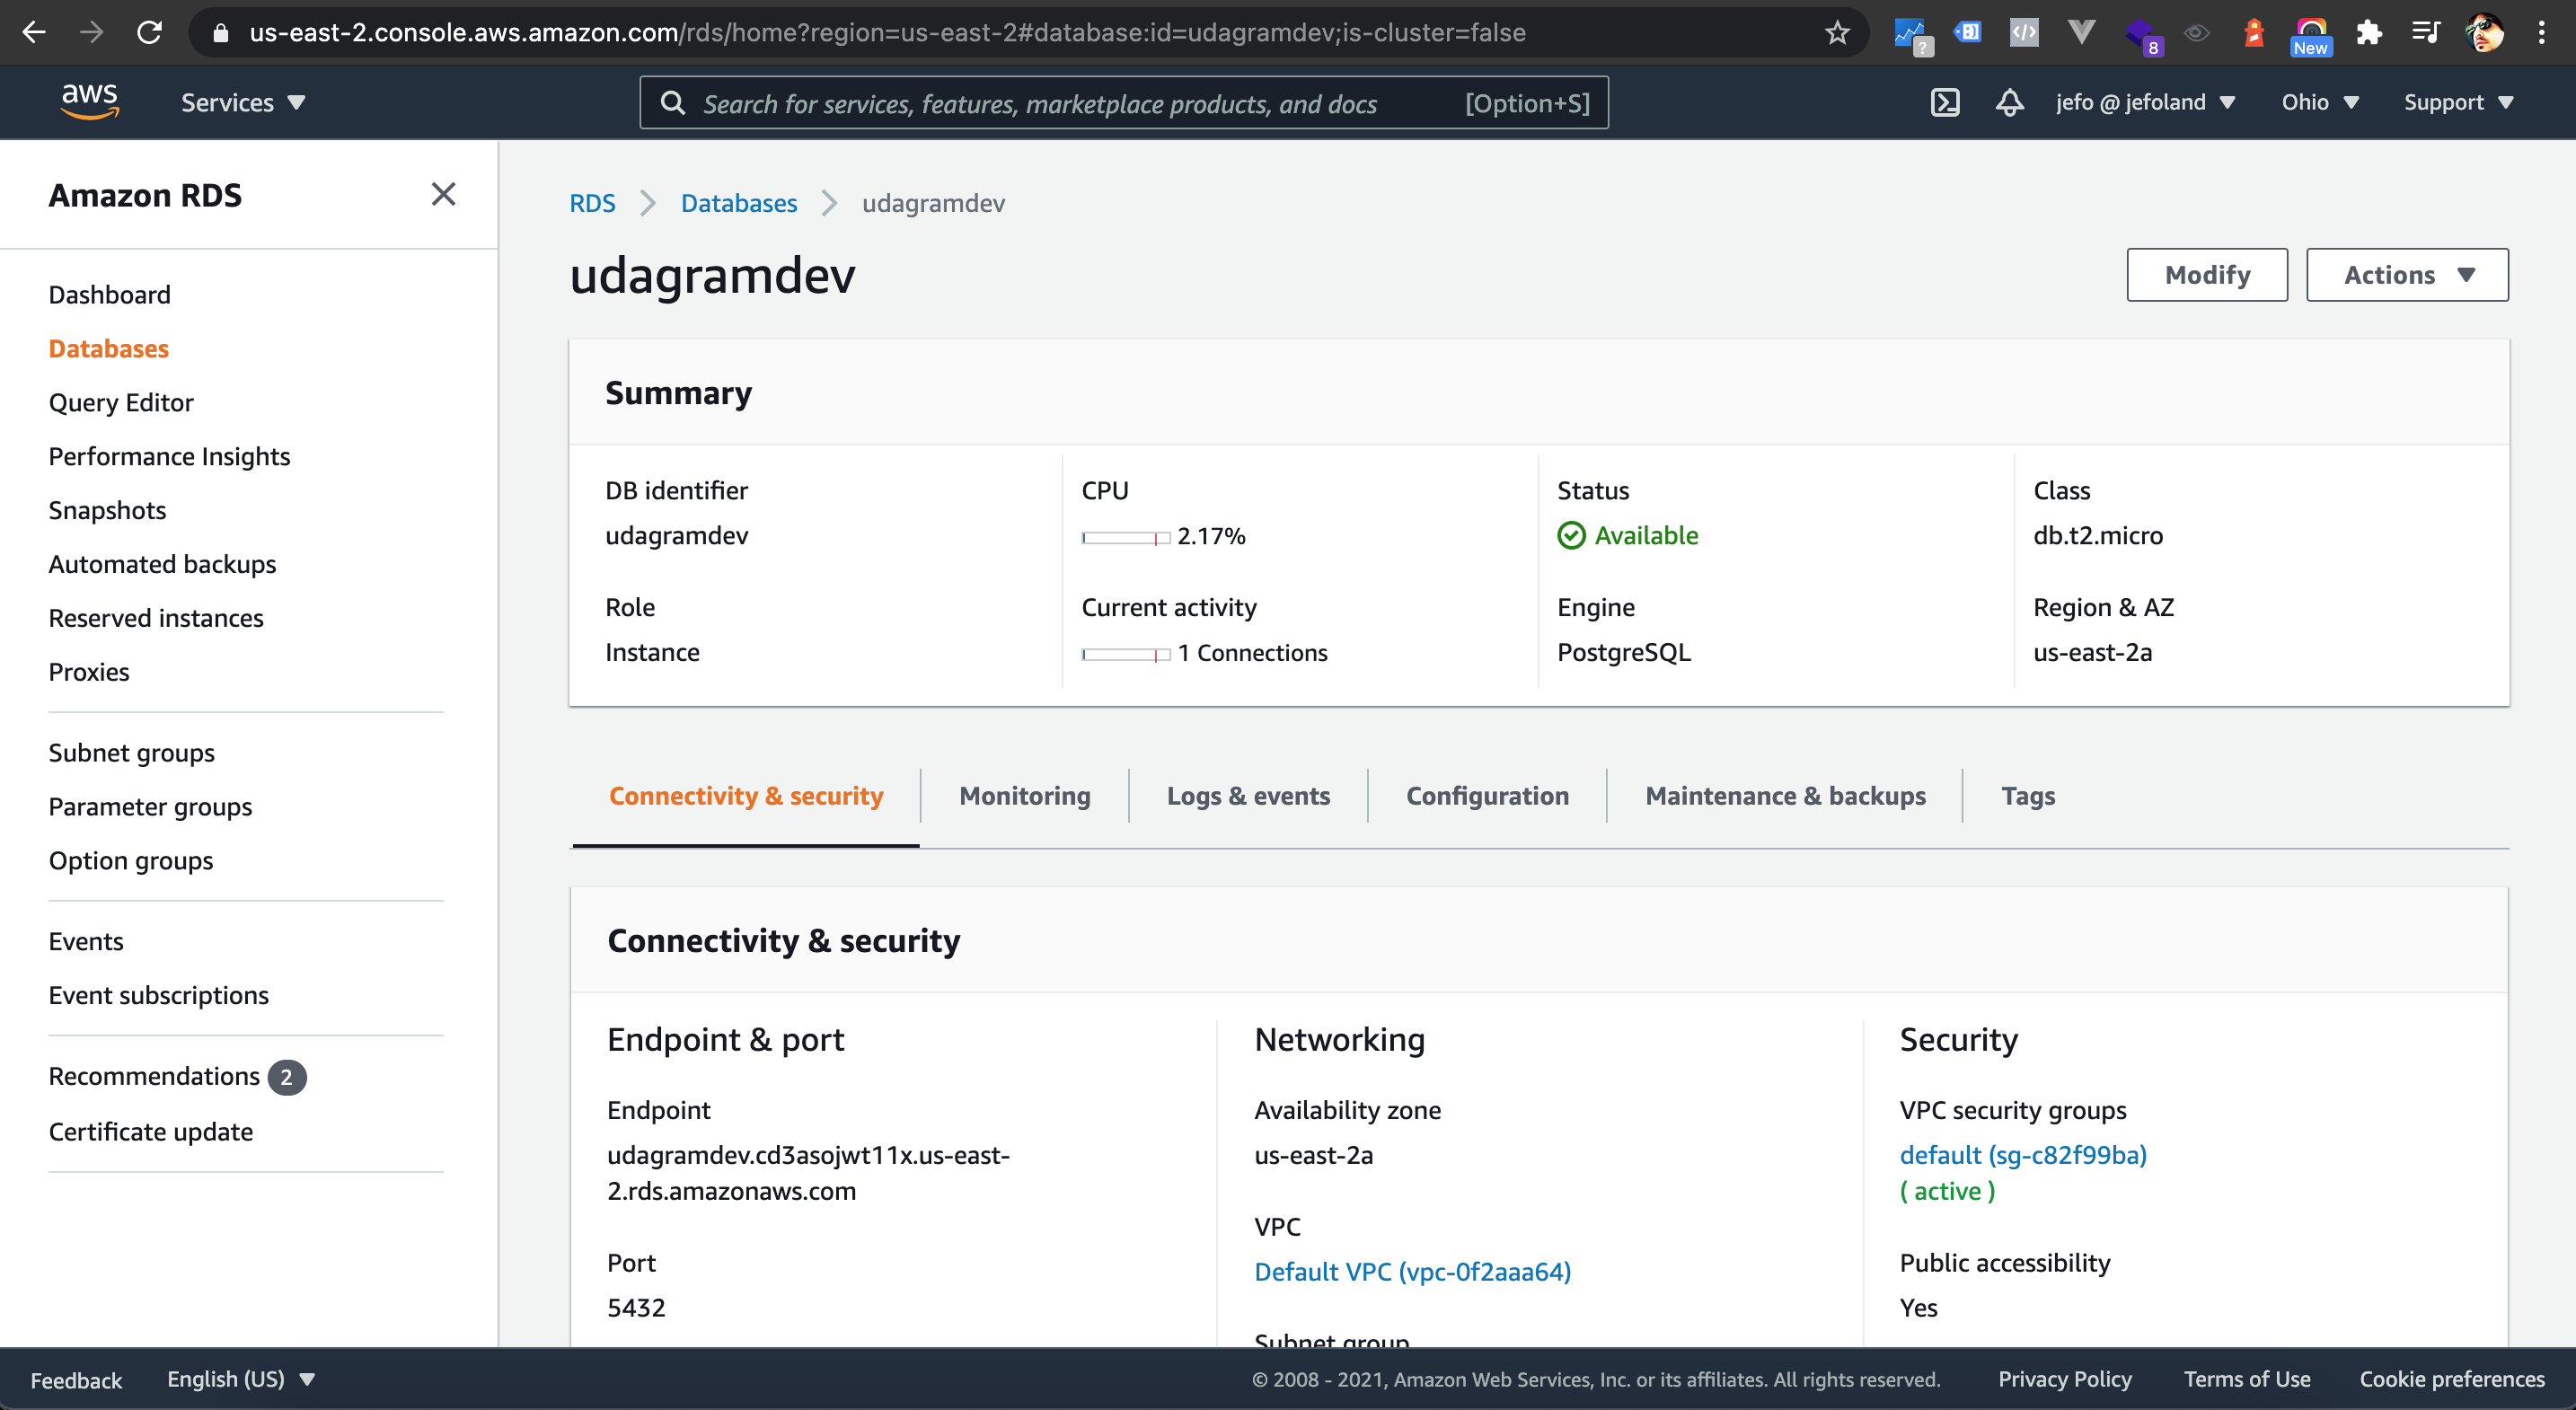 us-east-2.console.aws.amazon.com/rds/home?region=us-east-2#database:id=udagramdev;is-cluster=false
?
8
New
aws
Services
Search for services, features, marketplace products, and docs
[Option+S]
jefo @ jefoland
Ohio
Support
Amazon RDS
Dashboard
Databases
Query Editor
Performance Insights
Snapshots
Automated backups
Reserved instances
Proxies
Subnet groups
Parameter groups
Option groups
Events
Event subscriptions
Recommendations 2
Certificate update
RDS
Databases
udagramdev
udagramdev
Modify
Actions
Summary
DB identifier
udagramdev
Role
Instance
CPU
2.17%
Current activity
1 Connections
Status
Available
Engine
PostgreSQL
Class
db.t2.micro
Region & AZ
us-east-2a
Connectivity & security
Monitoring
Logs & events
Configuration
Maintenance & backups
Tags
Connectivity & security
Endpoint & port
Endpoint
udagramdev.cd3asojwt11x.us-east-
2.rds.amazonaws.com
Port
5432
Networking
Availability zone
us-east-2a
VPC
Default VPC (vpc-0f2aaa64)
Subnet group
Security
VPC security groups
default (sg-c82f99ba)
( active )
Public accessibility
Yes
Feedback
English (US)
© 2008 - 2021, Amazon Web Services, Inc. or its affiliates. All rights reserved.
Privacy Policy
Terms of Use
Cookie preferences